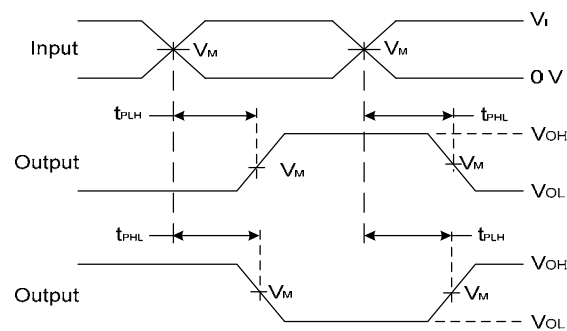 VI
Input VM VM
0 V
tPLH tPHL
VOH
Output VM VM
VOL
tPHL tPLH
VOH
Output VM VM
VOL